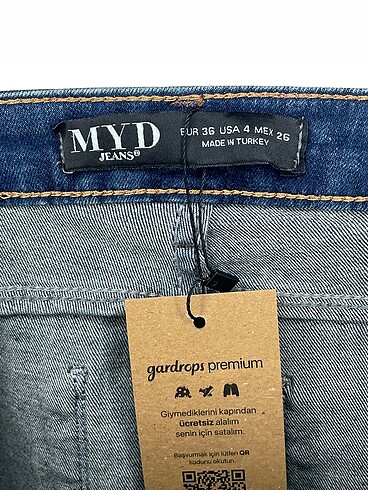 MYD
JEANS®
EUR 36 USA 4 MEX 26
MADE IN TURKEY
gardrops premium
Giymediklerini kapından
ücretsiz alalım
senin için satalım.
Başvurmak için lütfen QR
kodunu okutun.